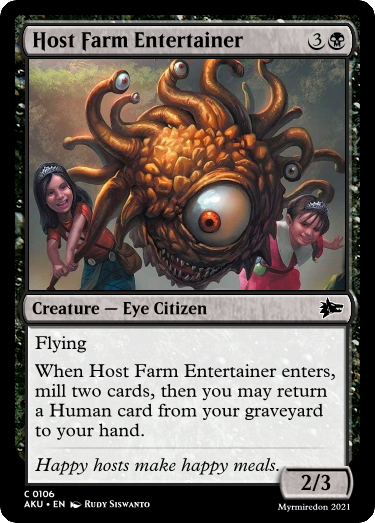 Host Farm Entertainer 3
Creature — Eye Citizen
Flying
When Host Farm Entertainer enters,
mill two cards, then you may return
a Human card from your graveyard
to your hand.
Happy hosts make happy meals.
2/3
C 0106
AKU • EN Rudy Siswanto
Myrmiredon 2021